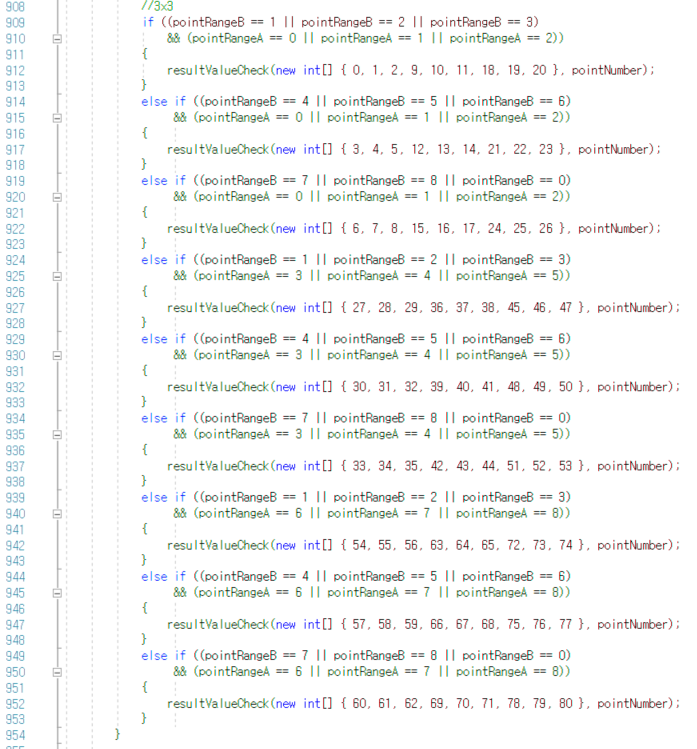 908 //3x3
909 if ((pointRangeB == 1 || pointRangeB == 2 || pointRangeB == 3)
910 && (pointRangeA == 0 || pointRangeA == 1 || pointRangeA == 2))
911 {
912 resultValueCheck(new int[] { 0, 1, 2, 9, 10, 11, 18, 19, 20 }, pointNumber);
913 }
914 else if ((pointRangeB == 4 || pointRangeB == 5 || pointRangeB == 6)
915 && (pointRangeA == 0 || pointRangeA == 1 || pointRangeA == 2))
916 {
917 resultValueCheck(new int[] { 3, 4, 5, 12, 13, 14, 21, 22, 23 }, pointNumber);
918 }
919 else if ((pointRangeB == 7 || pointRangeB == 8 || pointRangeB == 0)
920 && (pointRangeA == 0 || pointRangeA == 1 || pointRangeA == 2))
921 {
922 resultValueCheck(new int[] { 6, 7, 8, 15, 16, 17, 24, 25, 26 }, pointNumber);
923 }
924 else if ((pointRangeB == 1 || pointRangeB == 2 || pointRangeB == 3)
925 && (pointRangeA == 3 || pointRangeA == 4 || pointRangeA == 5))
926 {
927 resultValueCheck(new int[] { 27, 28, 29, 36, 37, 38, 45, 46, 47 }, pointNumber);
928 }
929 else if ((pointRangeB == 4 || pointRangeB == 5 || pointRangeB == 6)
930 && (pointRangeA == 3 || pointRangeA == 4 || pointRangeA == 5))
931 {
932 resultValueCheck(new int[] { 30, 31, 32, 39, 40, 41, 48, 49, 50 }, pointNumber);
933 }
934 else if ((pointRangeB == 7 || pointRangeB == 8 || pointRangeB == 0)
935 && (pointRangeA == 3 || pointRangeA == 4 || pointRangeA == 5))
936 {
937 resultValueCheck(new int[] { 33, 34, 35, 42, 43, 44, 51, 52, 53 }, pointNumber);
938 }
939 else if ((pointRangeB == 1 || pointRangeB == 2 || pointRangeB == 3)
940 && (pointRangeA == 6 || pointRangeA == 7 || pointRangeA == 8))
941 {
942 resultValueCheck(new int[] { 54, 55, 56, 63, 64, 65, 72, 73, 74 }, pointNumber);
943 }
944 else if ((pointRangeB == 4 || pointRangeB == 5 || pointRangeB == 6)
945 && (pointRangeA == 6 || pointRangeA == 7 || pointRangeA == 8))
946 {
947 resultValueCheck(new int[] { 57, 58, 59, 66, 67, 68, 75, 76, 77 }, pointNumber);
948 }
949 else if ((pointRangeB == 7 || pointRangeB == 8 || pointRangeB == 0)
950 && (pointRangeA == 6 || pointRangeA == 7 || pointRangeA == 8))
951 {
952 resultValueCheck(new int[] { 60, 61, 62, 69, 70, 71, 78, 79, 80 }, pointNumber);
953 }
954 }